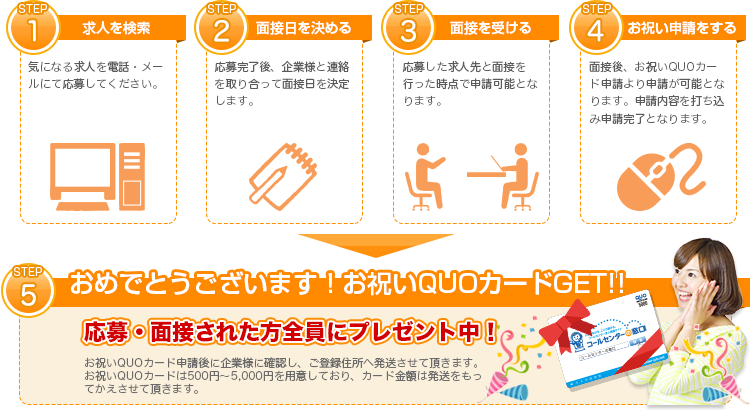 STEP
1
求人を検索
気になる求人を電話・メー
ルにて応募してください。
STEP
2
面接日を決める
応募完了後、企業様と連絡
を取り合って面接日を決定
します。
STEP
3
面接を受ける
応募した求人先と面接を
行った時点で申請可能とな
ります。
STEP
4
お祝い申請をする
面接後、お祝いQUOカー
ド申請より申請が可能とな
ります。申請内容を打ち込
み申請完了となります。
STEP
5
おめでとうございます！お祝いQUOカードGET!!
応募・面接された方全員にプレゼント中！
お祝いQUOカード申請後に企業様に確認し、ご登録住所へ発送させて頂きます。
お祝いQUOカードは500円～5,000円を用意しており、カード金額は発送をもっ
てかえさせて頂きます。
QUO
コールセンターの窓口